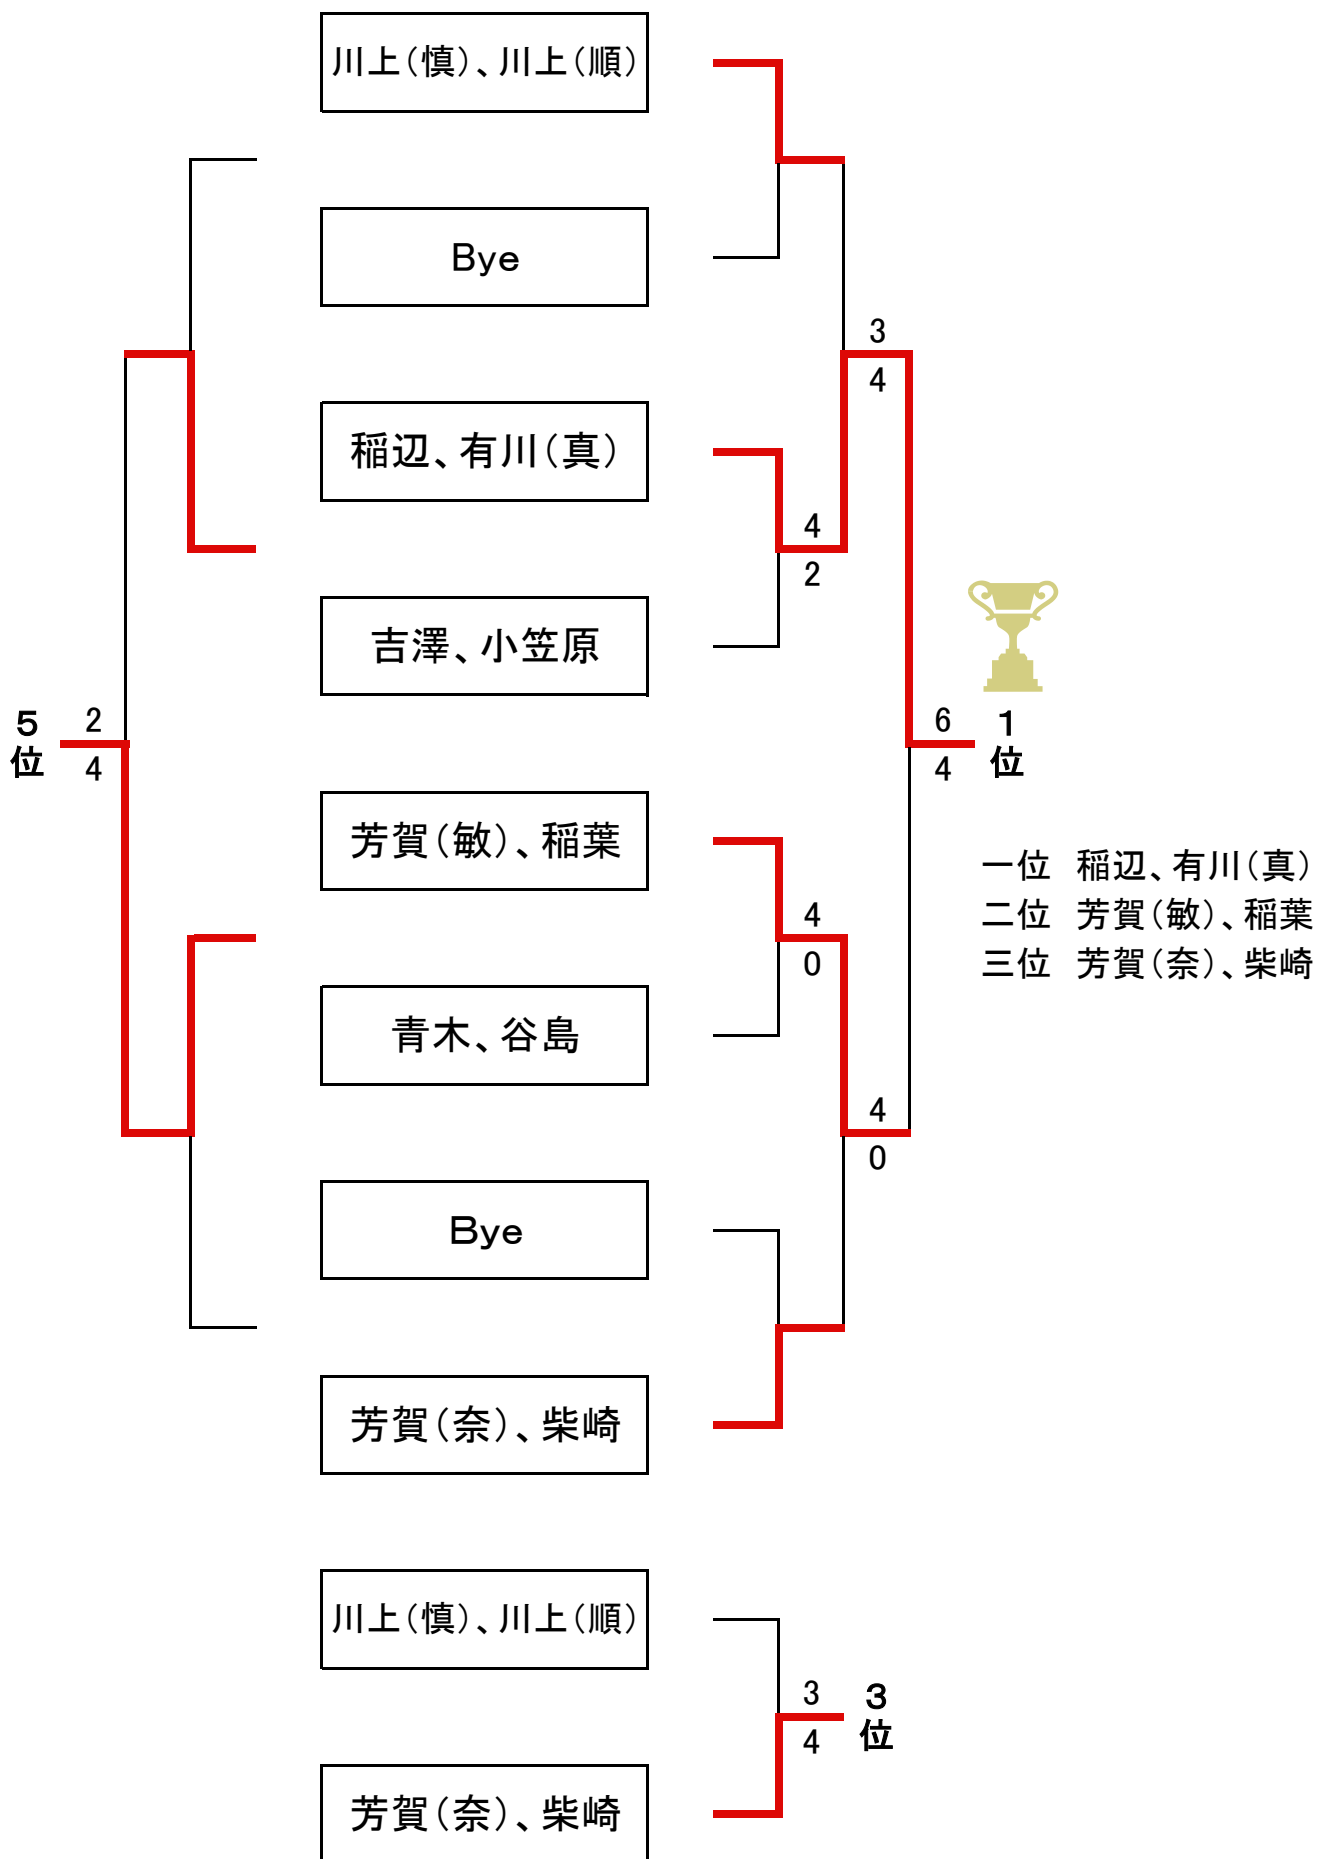 川上(慎)、川上(順)
Bye
3
4
稲辺、有川(真)
4
2
吉澤、小笠原
5
位
2
4
6
4
1
位
芳賀(敏)、稲葉
一位 稲辺、有川(真)
二位 芳賀(敏)、稲葉
三位 芳賀(奈)、柴崎
4
0
青木、谷島
4
0
Bye
芳賀(奈)、柴崎
川上(慎)、川上(順)
3
4
3
位
芳賀(奈)、柴崎